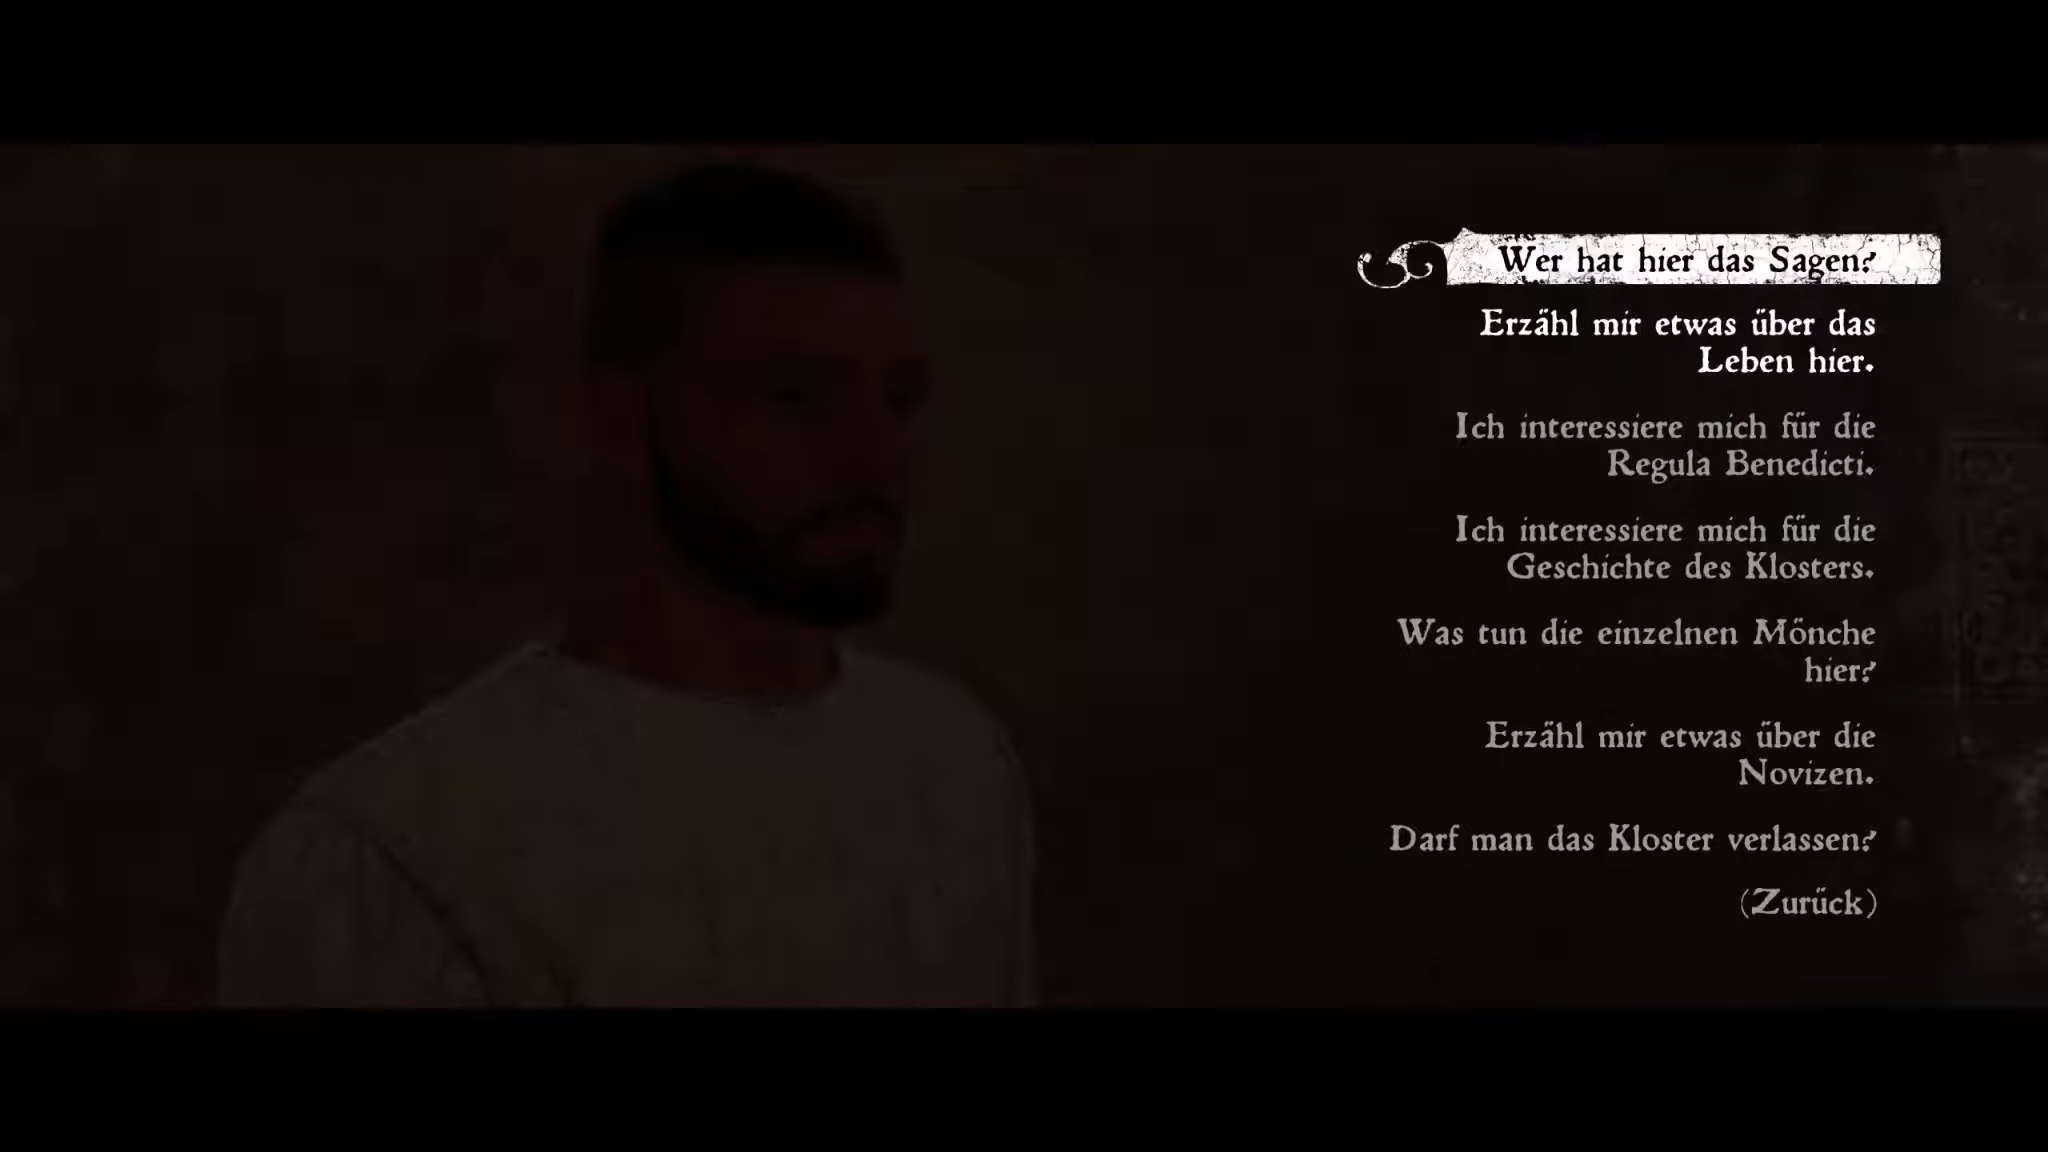 Wer hat hier das Sagen?
Erzähl mir etwas über das
Leben hier.
Ich interessiere mich für die
Regula Benedicti.
Ich interessiere mich für die
Geschichte des Klosters.
Was tun die einzelnen Mönche
hier?
Erzähl mir etwas über die
Novizen.
Darf man das Kloster verlassen?
(Zurück)